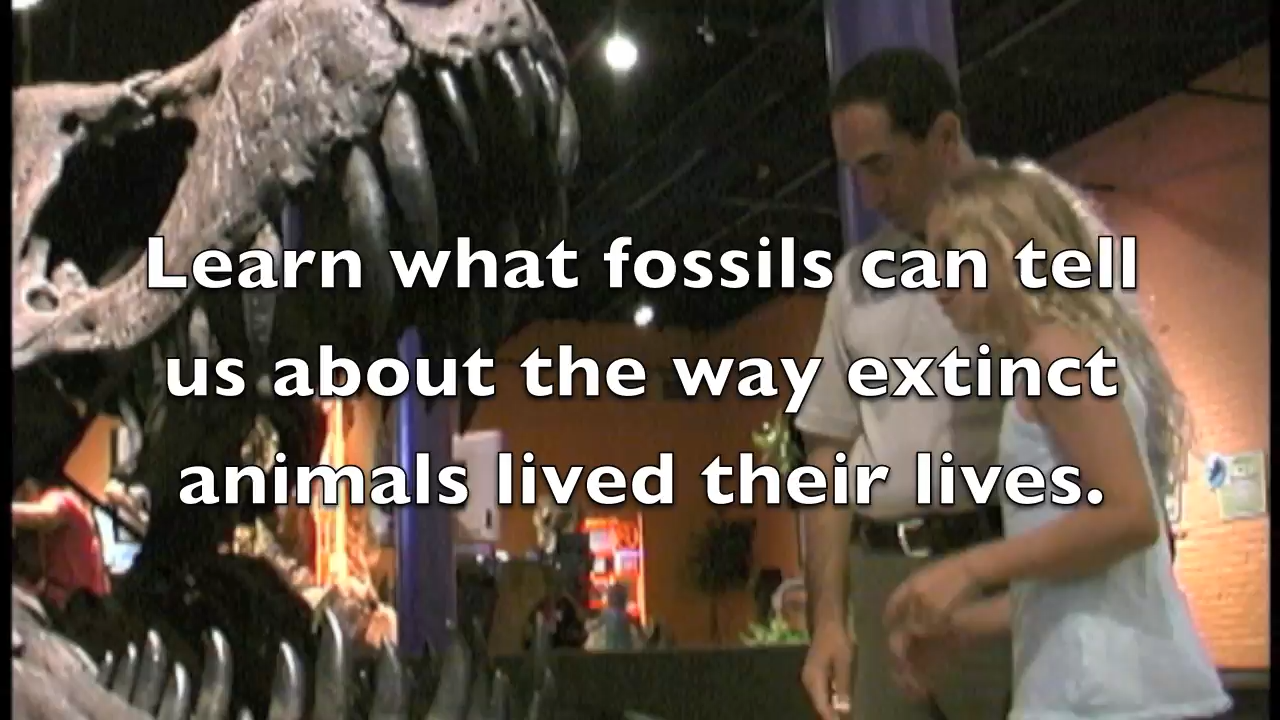 Learn what fossils can tell
us about the way extinct
animals lived their lives.